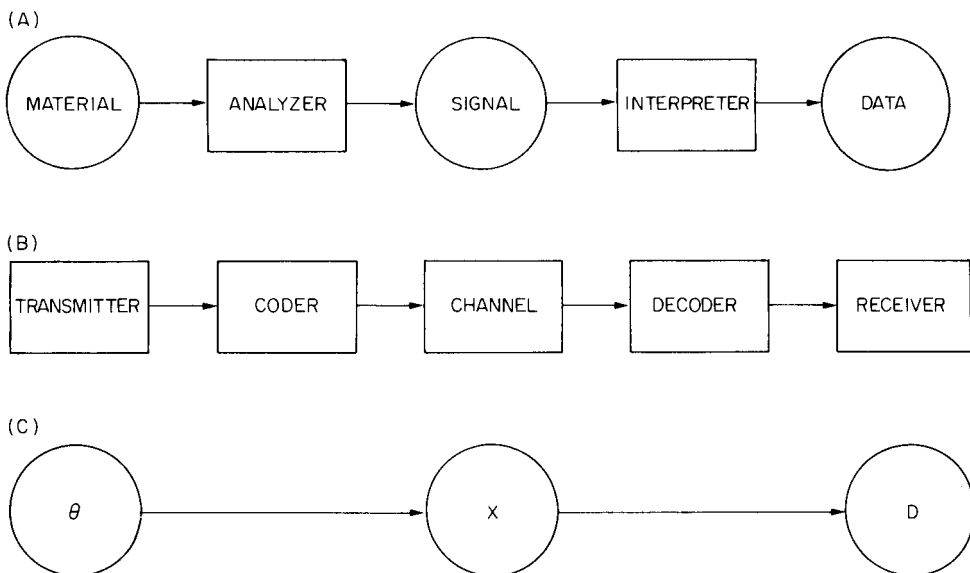 (A)
MATERIAL ANALYZER SIGNAL INTERPRETER DATA
(B)
TRANSMITTER CODER CHANNEL DECODER RECEIVER
(C)
θ X D